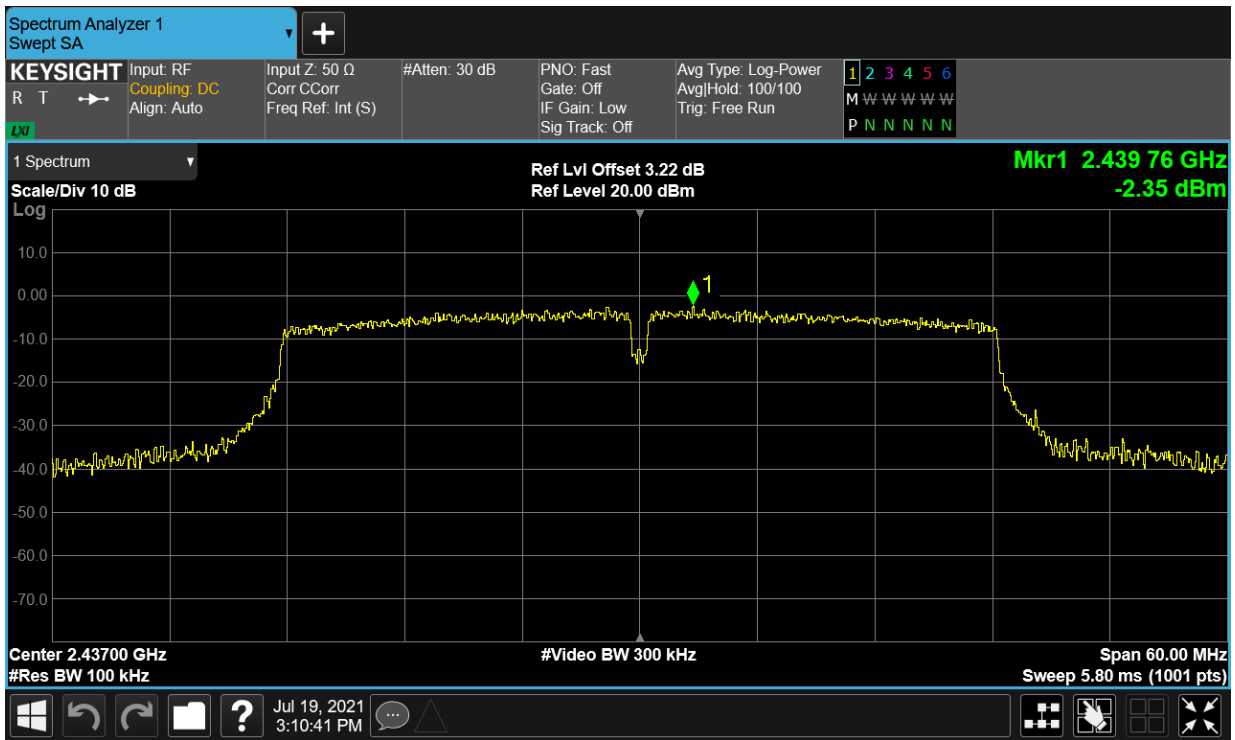 Spectrum Analyzer 1
Swept SA
KEYSIGHT
R T
LXI
Input: RF
Coupling: DC
Align: Auto
Input Z: 50 Ω
Corr CCorr
Freq Ref: Int (S)
#Atten: 30 dB
PNO: Fast
Gate: Off
IF Gain: Low
Sig Track: Off
Avg Type: Log-Power
Avg|Hold: 100/100
Trig: Free Run
1 2 3 4 5 6
M W W W W W
P N N N N N
1 Spectrum
Scale/Div 10 dB
Log
Ref Lvl Offset 3.22 dB
Ref Level 20.00 dBm
Mkr1 2.439 76 GHz
-2.35 dBm
10.0
0.00
1
-10.0
-20.0
-30.0
-40.0
-50.0
-60.0
-70.0
Center 2.43700 GHz
#Res BW 100 kHz
#Video BW 300 kHz
Span 60.00 MHz
Sweep 5.80 ms (1001 pts)
?
Jul 19, 2021
3:10:41 PM